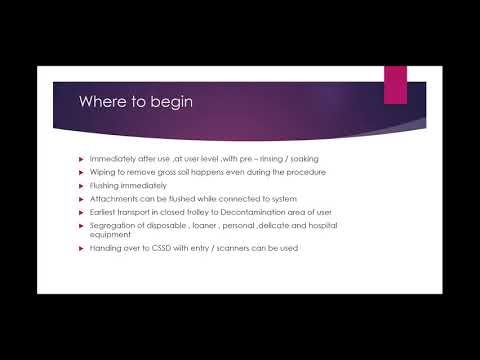 Where to begin
Immediately after use ,at user level ,with pre – rinsing / soaking
Wiping to remove gross soil happens even during the procedure
Flushing immediately
Attachments can be flushed while connected to system
Earliest transport in closed trolley to Decontamination area of user
Segregation of disposable , loaner , personal ,delicate and hospital
equipment
Handing over to CSSD with entry / scanners can be used